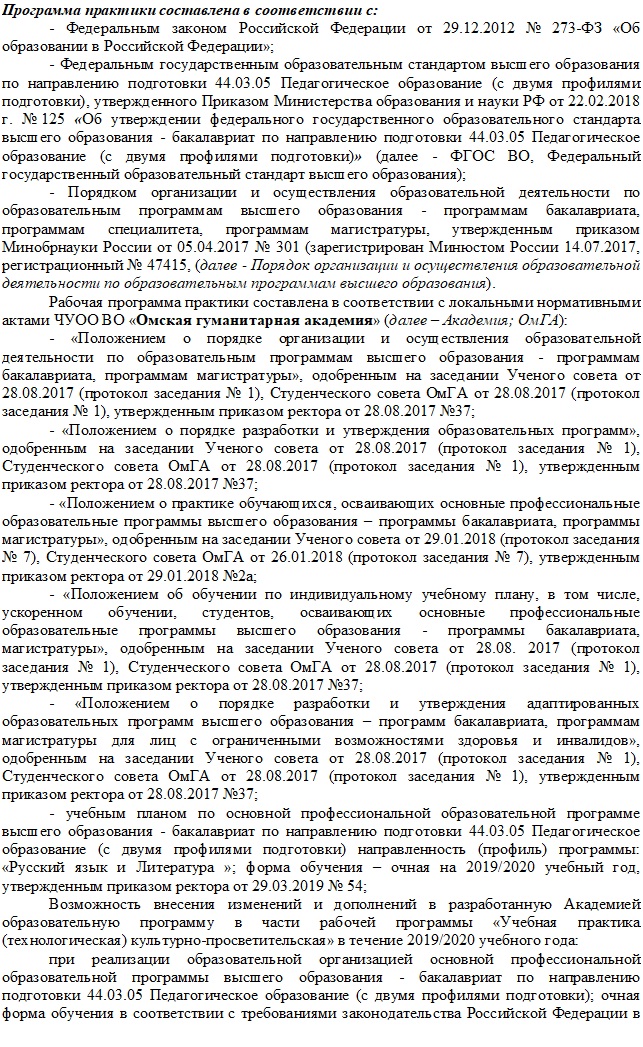 Программа практики составлена в соответствии с:
- Федеральным законом Российской Федерации от 29.12.2012 № 273-ФЗ «Об
образовании в Российской Федерации»;
- Федеральным государственным образовательным стандартом высшего образования
по направлению подготовки 44.03.05 Педагогическое образование (с двумя профилями
подготовки), утвержденного Приказом Министерства образования и науки РФ от 22.02.2018
г. №125 «Об утверждении федерального государственного образовательного стандарта
высшего образования - бакалавриат по направлению подготовки 44.03.05 Педагогическое
образование (с двумя профилями подготовки)» (далее - ФГОС ВО, Федеральный
государственный образовательный стандарт высшего образования);
- Порядком организации и осуществления образовательной деятельности по
образовательным программам высшего образования - программам бакалавриата,
программам специалитета, программам магистратуры, утвержденным приказом
Минобрнауки России от 05.04.2017 № 301 (зарегистрирован Минюстом России 14.07.2017,
регистрационный № 47415, (далее - Порядок организации и осуществления образовательной
деятельности по образовательным программам высшего образования).
Рабочая программа практики составлена в соответствии с локальными нормативными
актами ЧУОО ВО «Омская гуманитарная академия» (далее – Академия; ОмГА):
- «Положением о порядке организации и осуществления образовательной
деятельности по образовательным программам высшего образования - программам
бакалавриата, программам магистратуры», одобренным на заседании Ученого совета от
28.08.2017 (протокол заседания № 1), Студенческого совета ОмГА от 28.08.2017 (протокол
заседания № 1), утвержденным приказом ректора от 28.08.2017 №37;
- «Положением о порядке разработки и утверждения образовательных программ»,
одобренным на заседании Ученого совета от 28.08.2017 (протокол заседания № 1),
Студенческого совета ОмГА от 28.08.2017 (протокол заседания № 1), утвержденным
приказом ректора от 28.08.2017 №37;
- «Положением о практике обучающихся, осваивающих основные профессиональные
образовательные программы высшего образования – программы бакалавриата, программы
магистратуры», одобренным на заседании Ученого совета от 29.01.2018 (протокол заседания
№ 7), Студенческого совета ОмГА от 26.01.2018 (протокол заседания № 7), утвержденным
приказом ректора от 29.01.2018 №2а;
- «Положением об обучении по индивидуальному учебному плану, в том числе,
ускоренном обучении, студентов, осваивающих основные профессиональные
образовательные программы высшего образования - программы бакалавриата,
магистратуры», одобренным на заседании Ученого совета от 28.08. 2017 (протокол
заседания № 1), Студенческого совета ОмГА от 28.08.2017 (протокол заседания № 1),
утвержденным приказом ректора от 28.08.2017 №37;
- «Положением о порядке разработки и утверждения адаптированных
образовательных программ высшего образования – программ бакалавриата, программам
магистратуры для лиц с ограниченными возможностями здоровья и инвалидов»,
одобренным на заседании Ученого совета от 28.08.2017 (протокол заседания № 1),
Студенческого совета ОмГА от 28.08.2017 (протокол заседания № 1), утвержденным
приказом ректора от 28.08.2017 №37;
- учебным планом по основной профессиональной образовательной программе
высшего образования - бакалавриат по направлению подготовки 44.03.05 Педагогическое
образование (с двумя профилями подготовки) направленность (профиль) программы:
«Русский язык и Литература »; форма обучения – очная на 2019/2020 учебный год,
утвержденным приказом ректора от 29.03.2019 № 54;
Возможность внесения изменений и дополнений в разработанную Академией
образовательную программу в части рабочей программы «Учебная практика
(технологическая) культурно-просветительская» в течение 2019/2020 учебного года:
при реализации образовательной организацией основной профессиональной
образовательной программы высшего образования - бакалавриат по направлению
подготовки 44.03.05 Педагогическое образование (с двумя профилями подготовки); очная
форма обучения в соответствии с требованиями законодательства Российской Федерации в